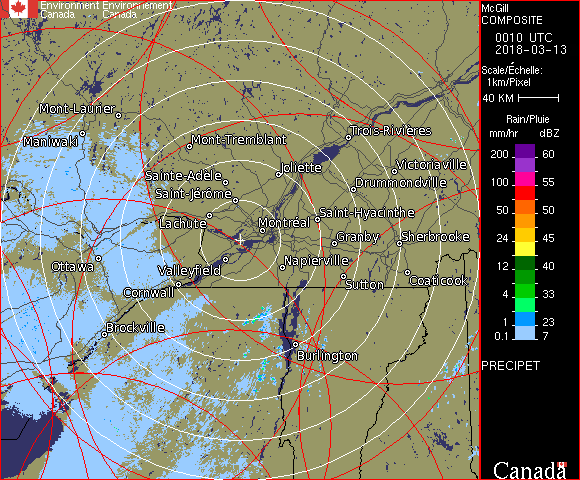 Environment Environnement
Canada Canada
McGill
COMPOSITE
0010 UTC
2018-03-13
Scale/Échelle:
1km/Pixel
40 KM
Rain/Pluie
mm/hr dBZ
200 60
100 55
50 50
24 45
12 40
4 33
1 23
0.1 7
PRECIPET
Canada
Mont-Laurier
Maniwaki
Mont-Tremblant
Trois-Rivières
Sainte-Adèle
Joliette
Victoriaville
Saint-Jérôme
Drummondville
Lachute
Montréal
Saint-Hyacinthe
Granby
Sherbrooke
Ottawa
Valleyfield
Napierville
Cornwall
Sutton
Coaticook
Brockville
Burlington